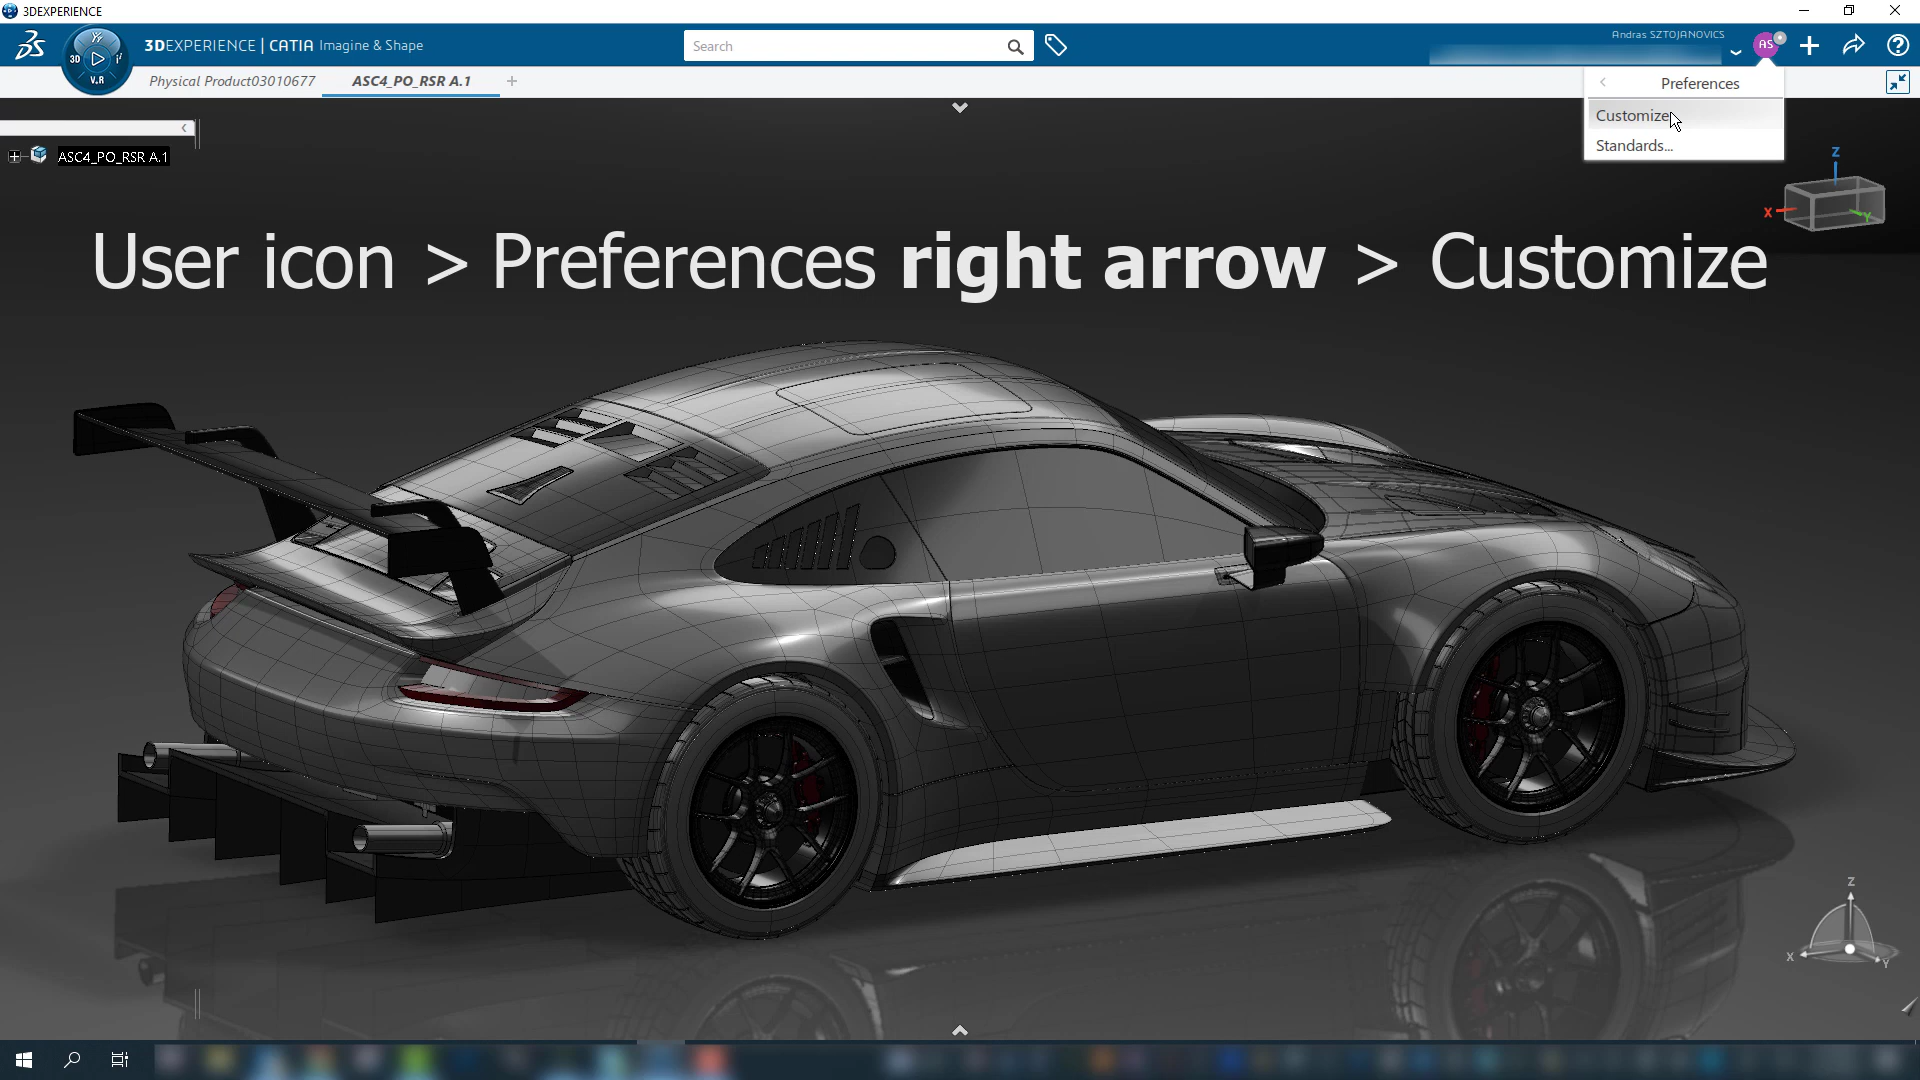 3DEXPERIENCE
3DEXPERIENCE | CATIA Imagine & Shape
3D
V.R
Search
Andras SZTOJANOVICS
AS
Physical Product03010677
ASC4_PO_RSR A.1
Preferences
Customize
Standards...
ASC4_PO_RSR A.1
Z
X
Y
User icon > Preferences right arrow > Customize
Z
X
Y